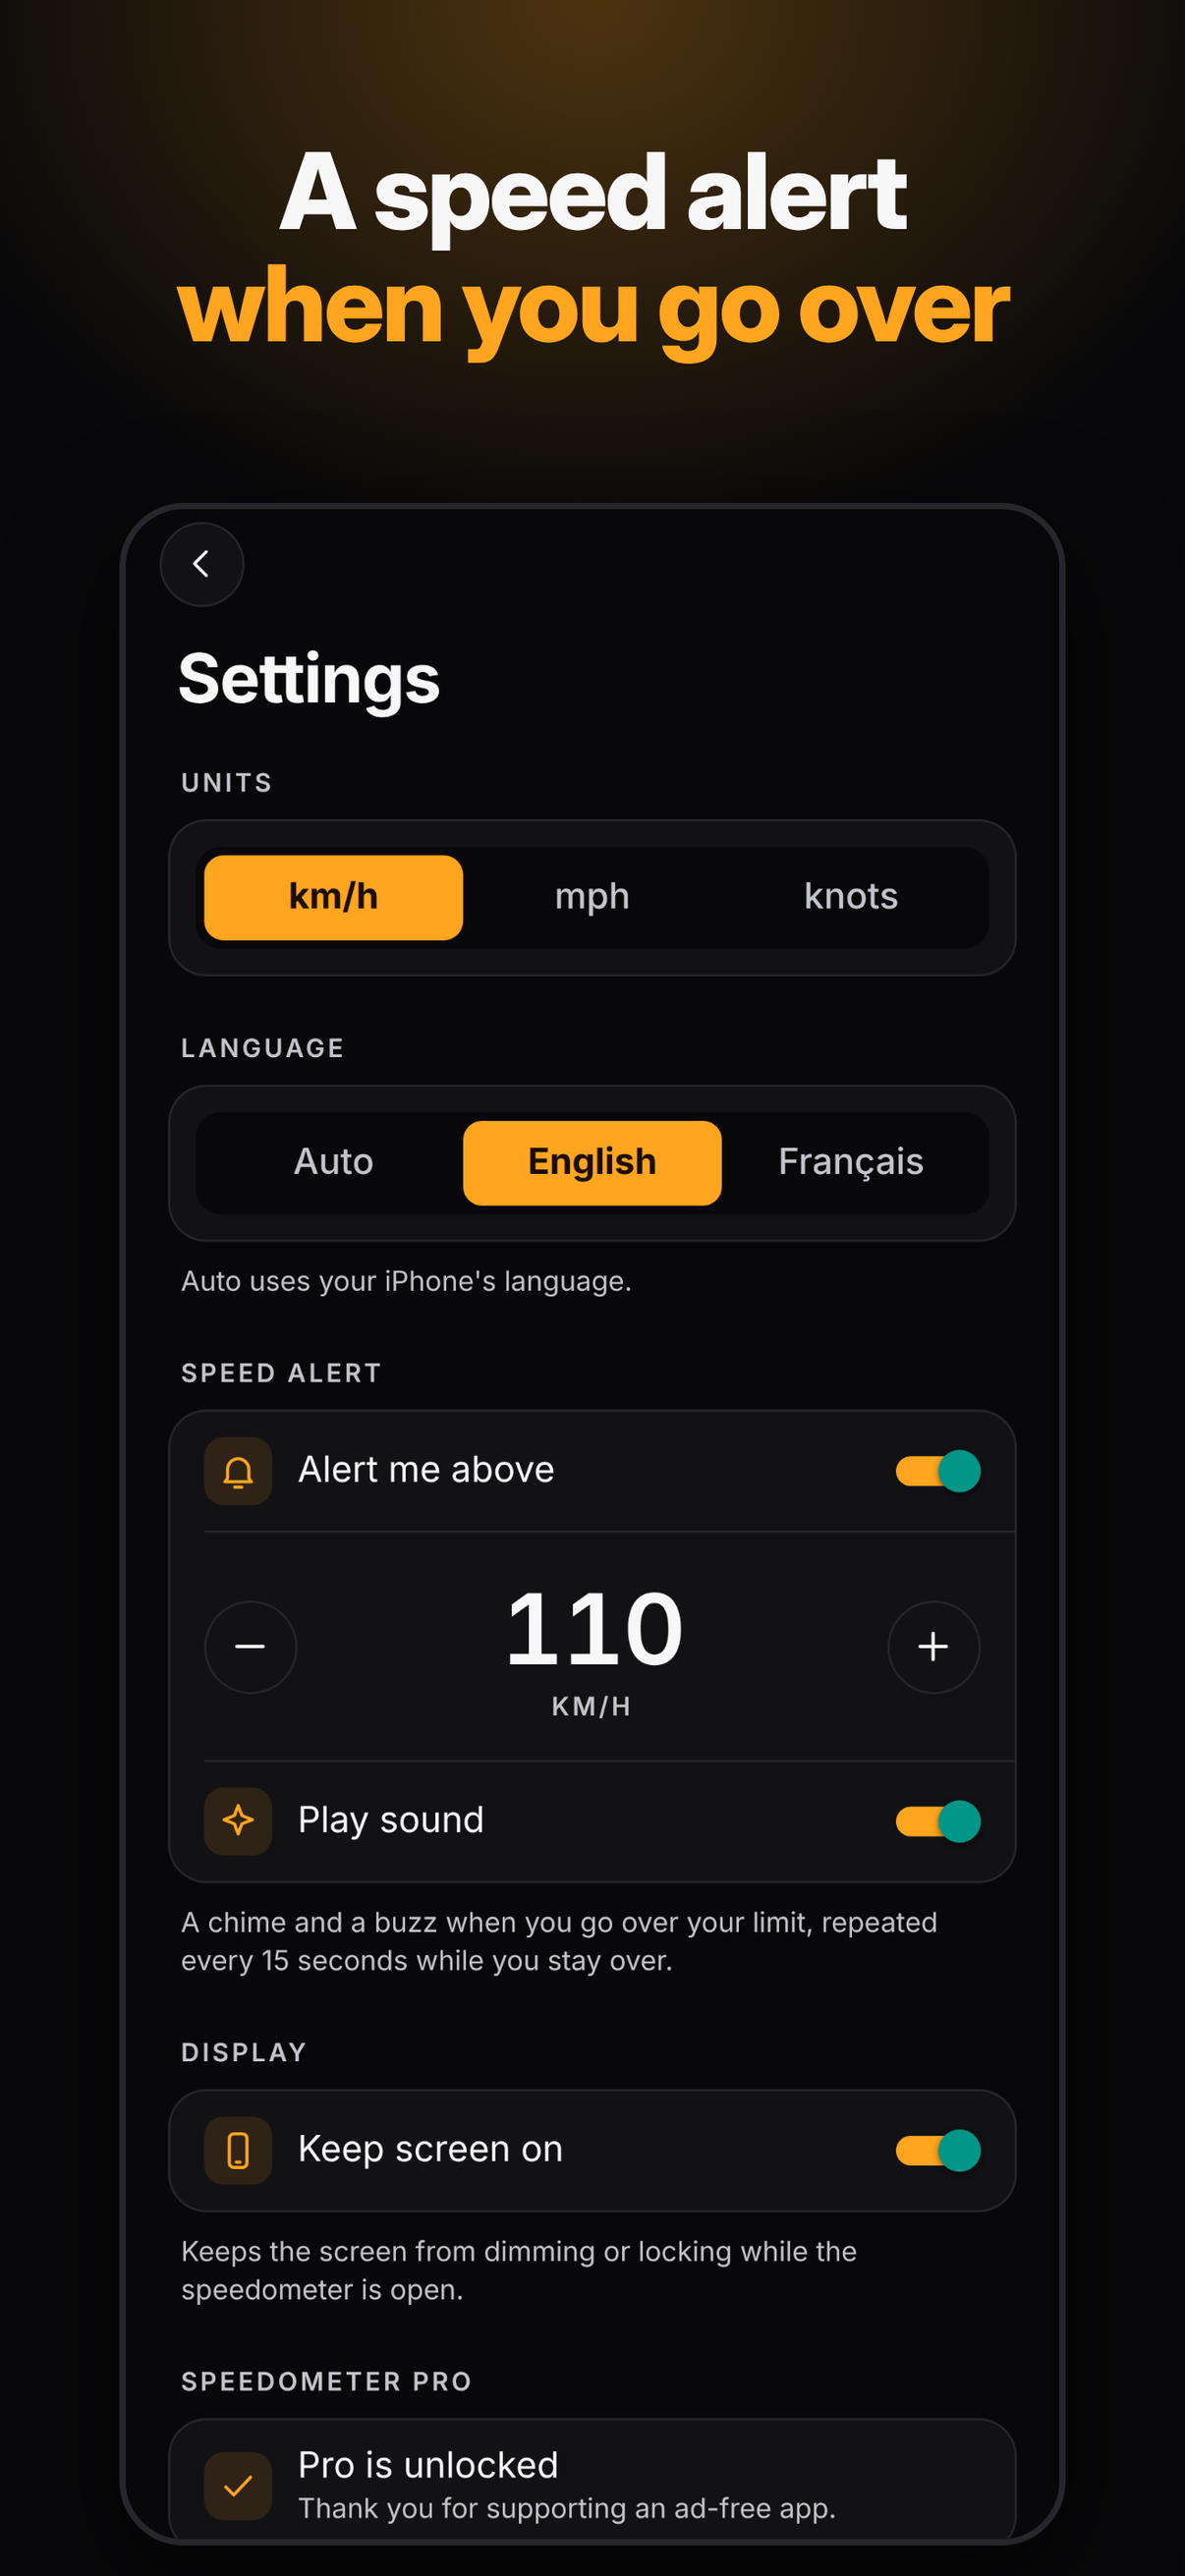 A speed alert
when you go over
Settings
UNITS
km/h mph knots
LANGUAGE
Auto English Français
Auto uses your iPhone's language.
SPEED ALERT
Alert me above
110
KM/H
Play sound
A chime and a buzz when you go over your limit, repeated
every 15 seconds while you stay over.
DISPLAY
Keep screen on
Keeps the screen from dimming or locking while the
speedometer is open.
SPEEDOMETER PRO
Pro is unlocked
Thank you for supporting an ad-free app.